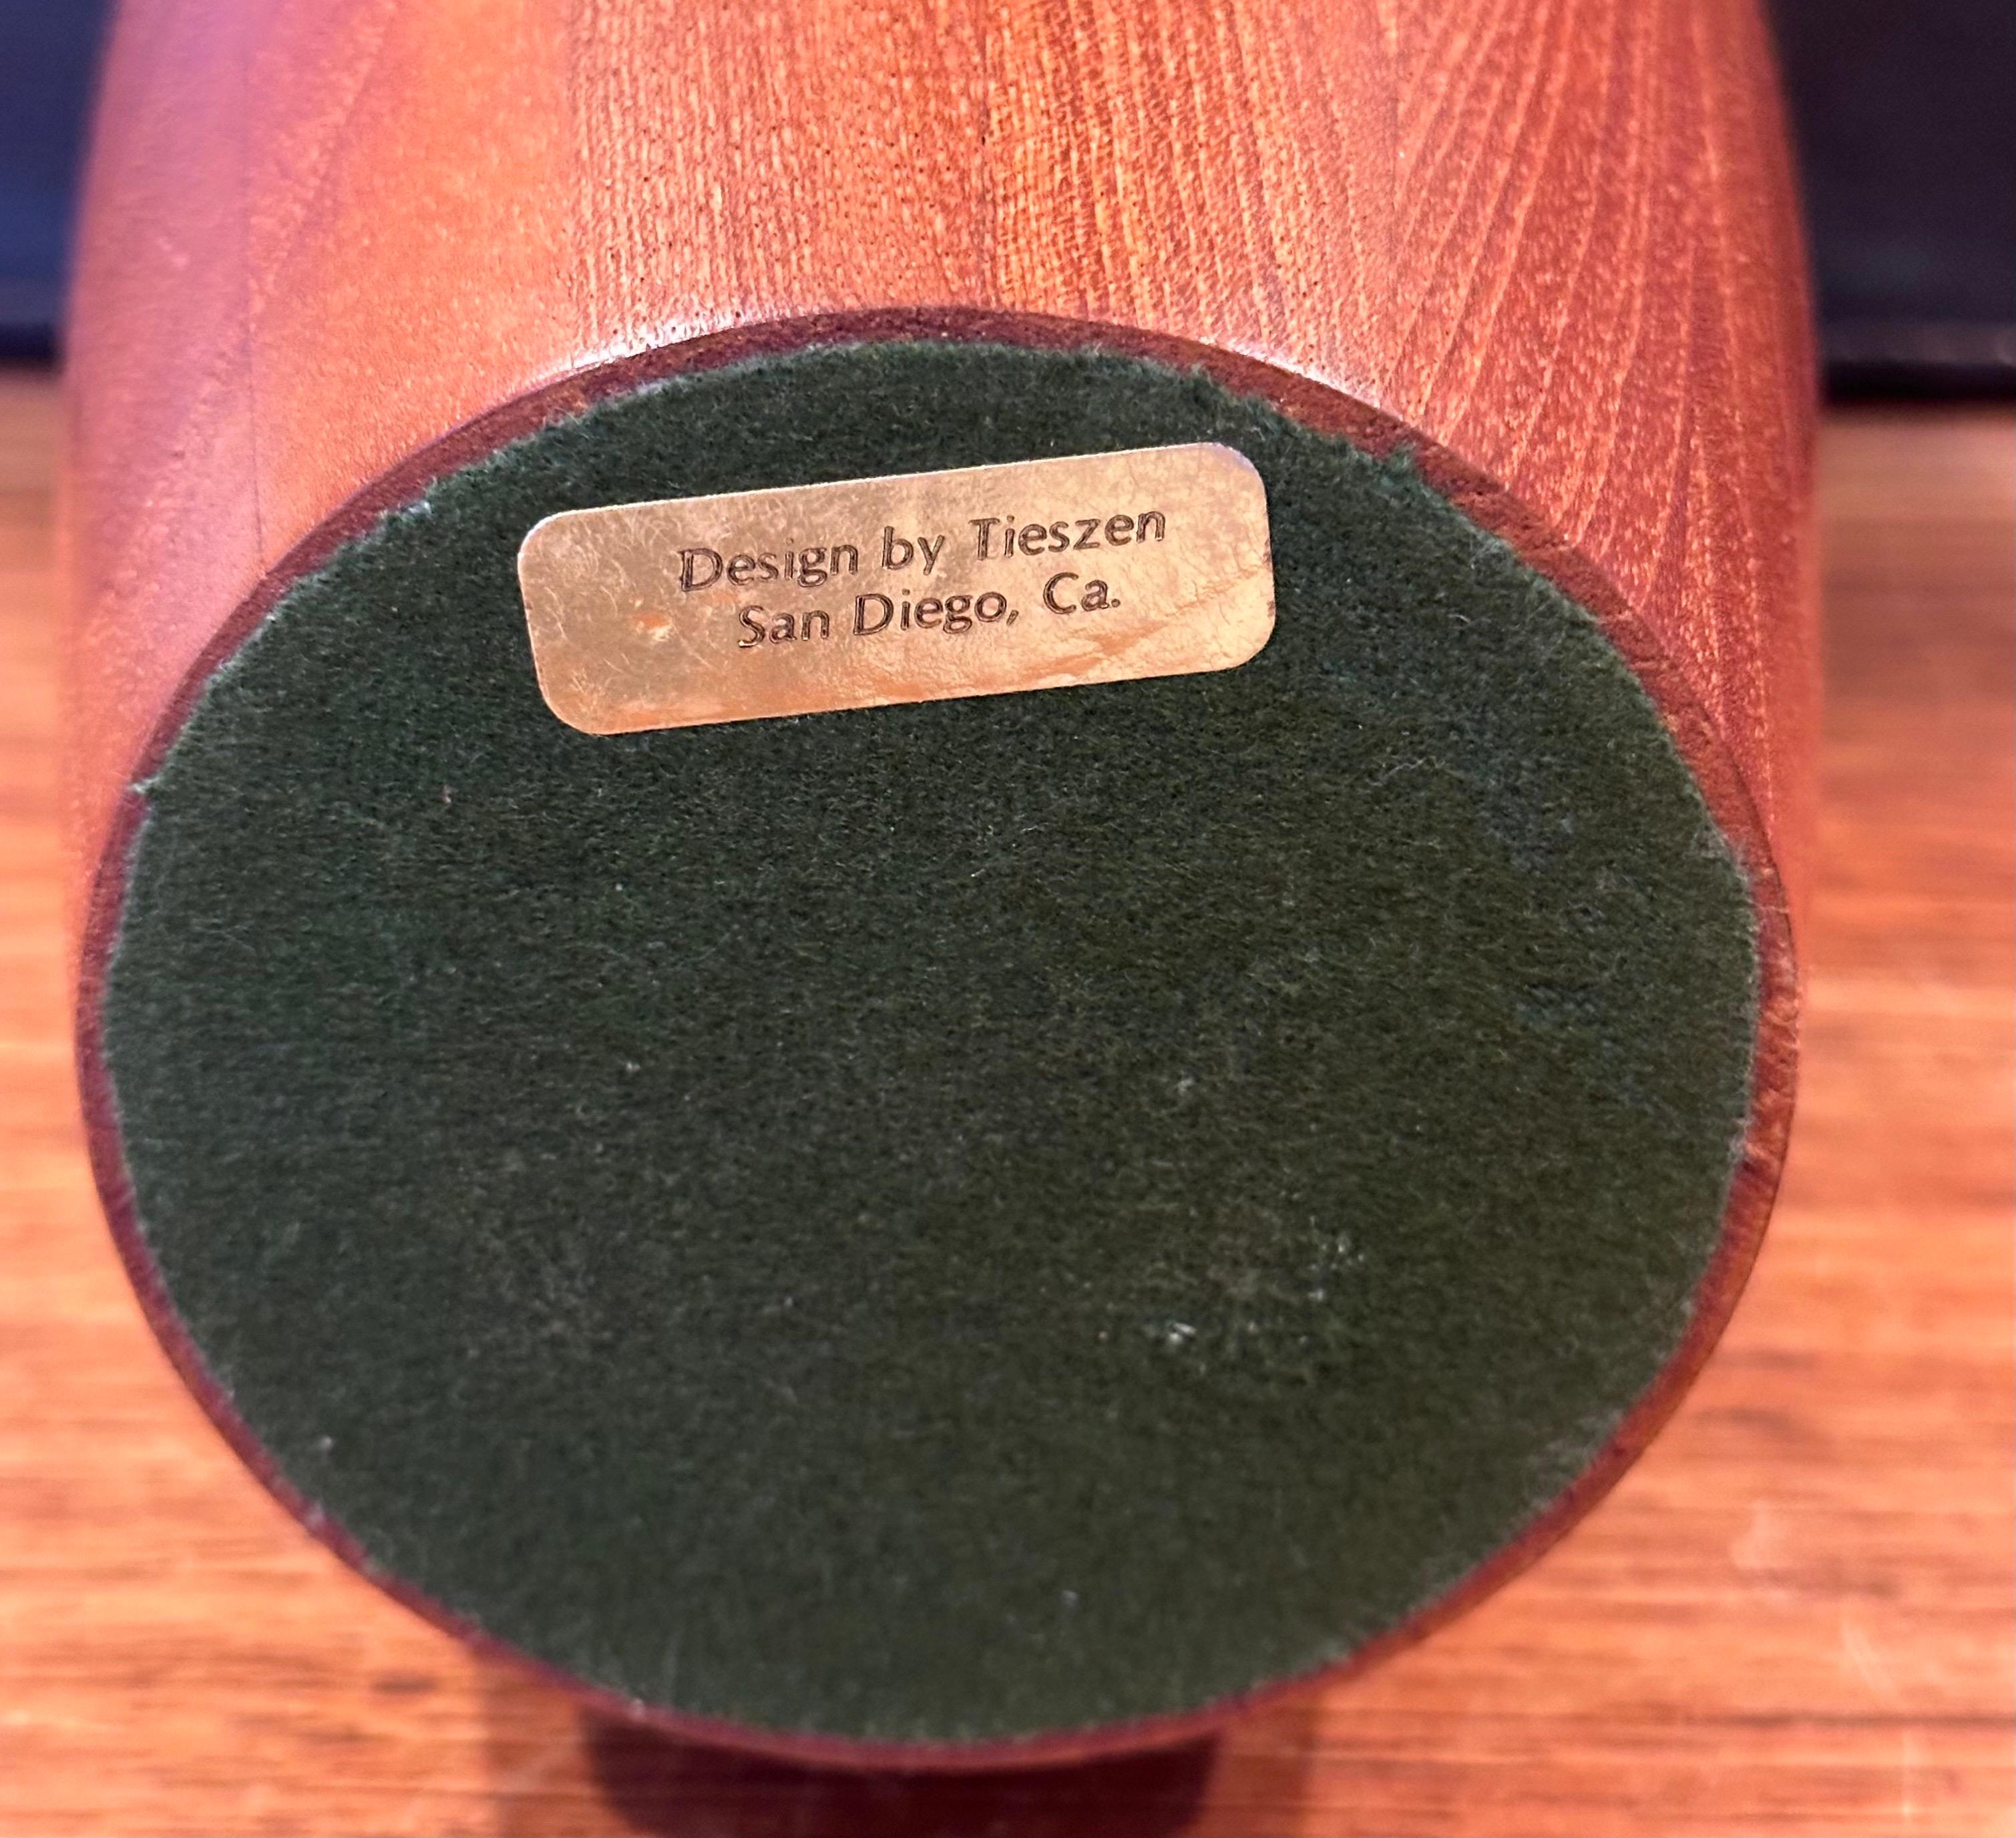 Design by Tieszen
San Diego, Ca.